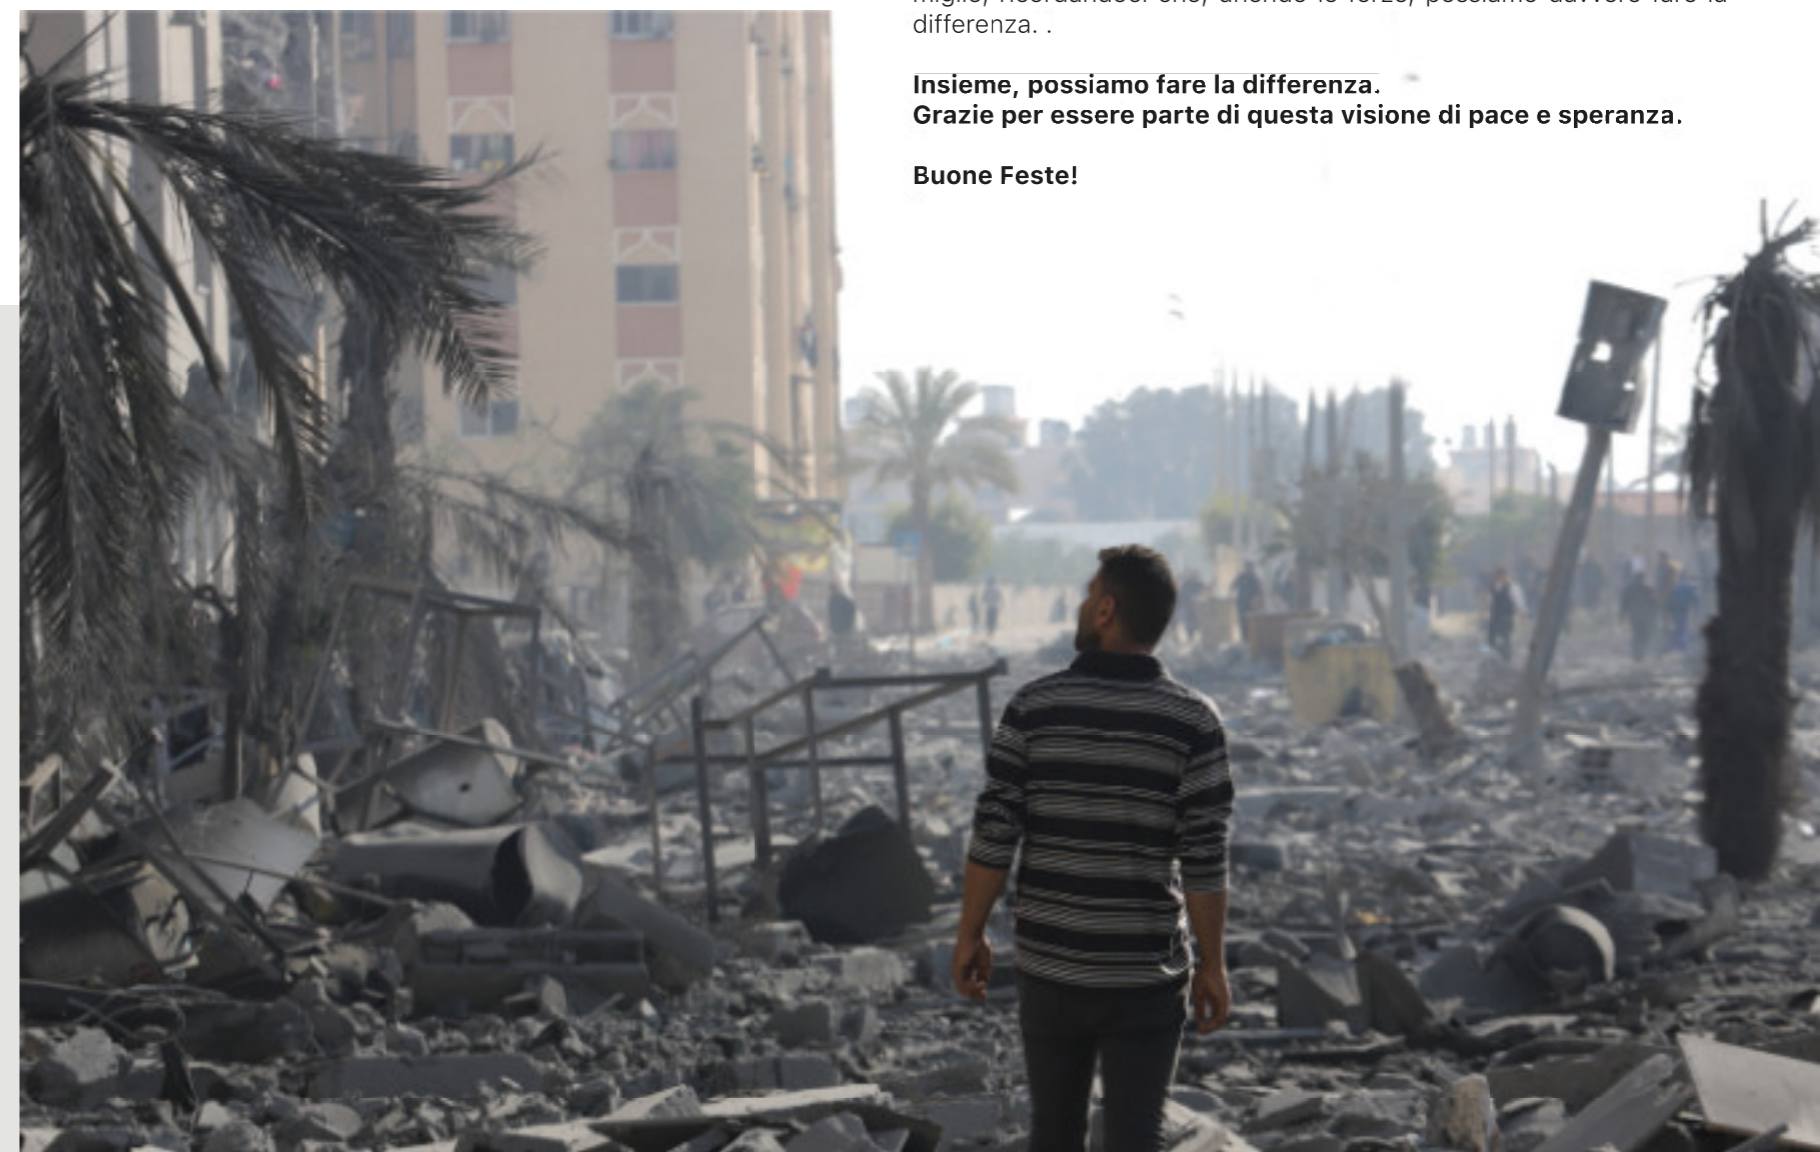 differenza. .
Insieme, possiamo fare la differenza.
Grazie per essere parte di questa visione di pace e speranza.
Buone Feste!